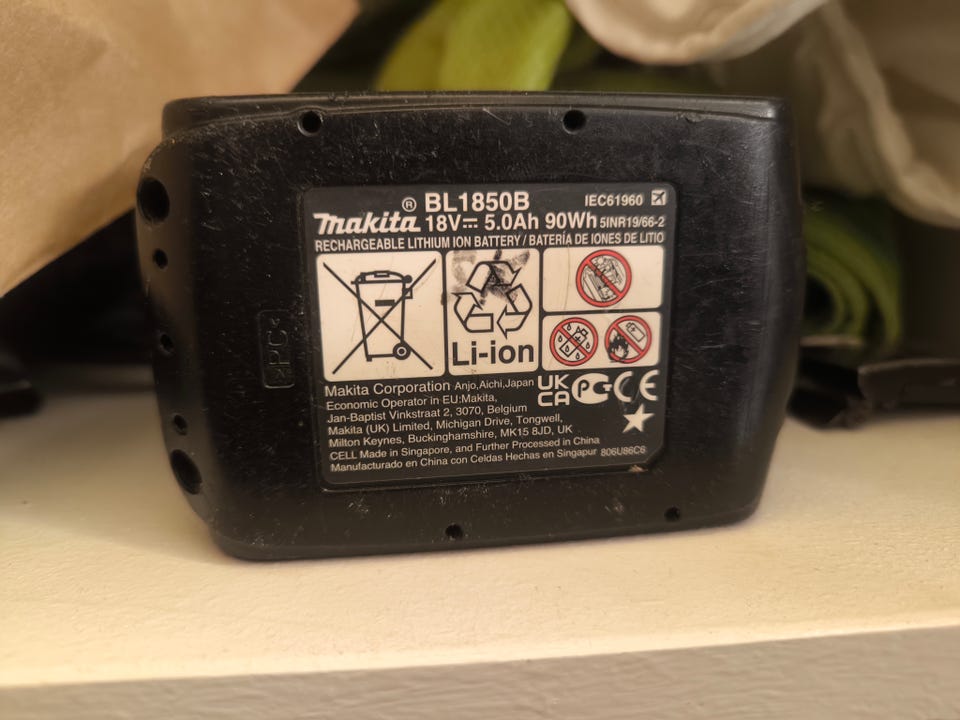 BL1850B IEC61960
makita® 18V 5.0Ah 90Wh 5INR19/66-2
RECHARGEABLE LITHIUM ION BATTERY / BATERÍA DE IONES DE LITIO
Li-ion
Makita Corporation Anjo,Aichi,Japan
Economic Operator in EU:Makita,
Jan-Baptist Vinkstraat 2, 3070, Belgium
Makita (UK) Limited, Michigan Drive, Tongwell,
Milton Keynes, Buckinghamshire, MK15 8JD, UK
CELL Made in Singapore, and Further Processed in China 806U86C8
Manufacturado en China con Celdas Hechas en Singapur
UK
CA
CE
>PC<